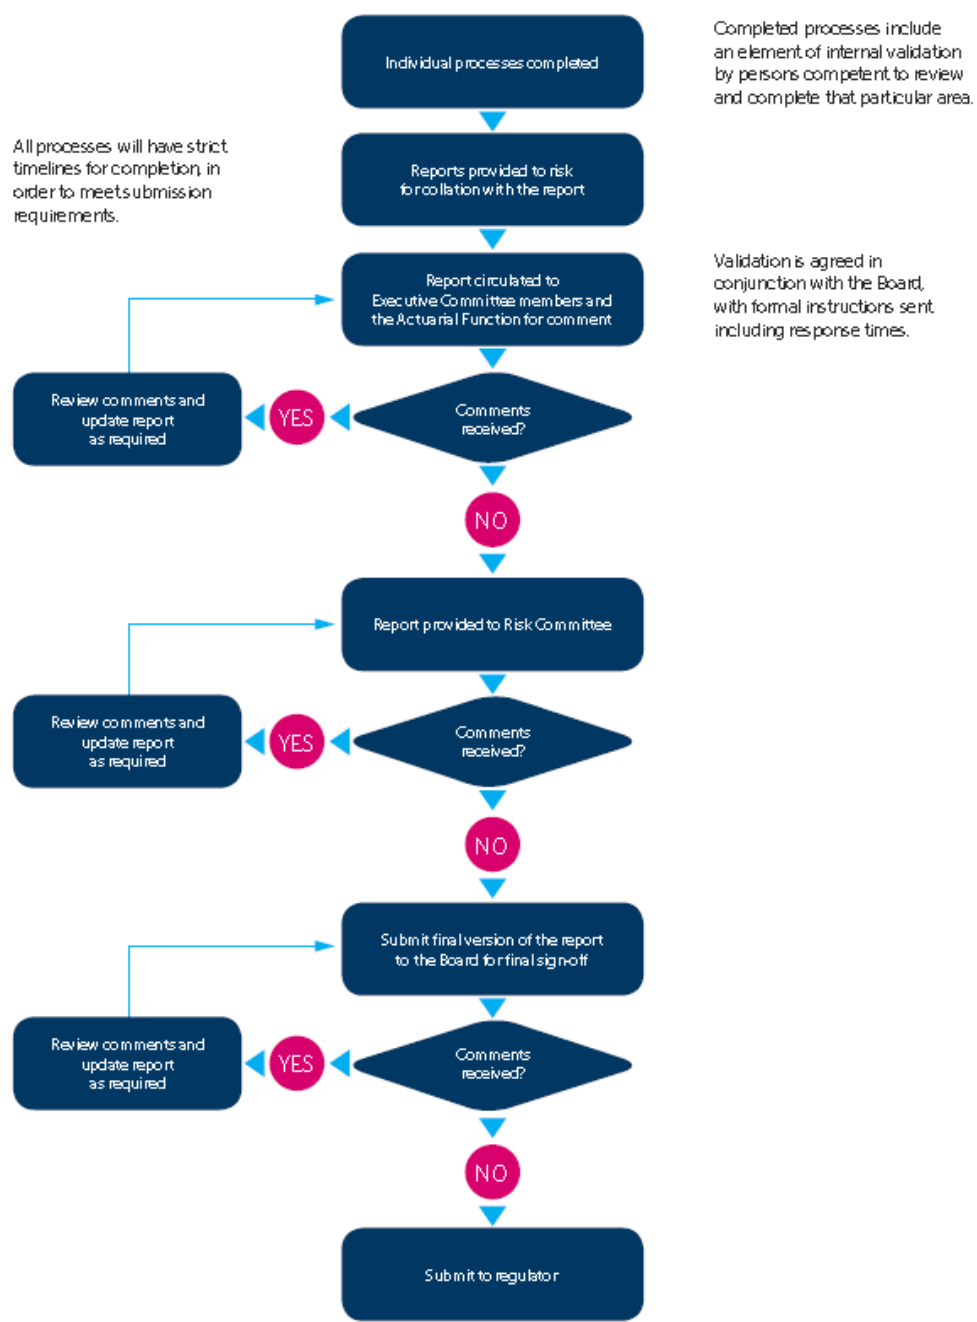 Individual processes completed
Completed processes include
an element of internal validation
by persons competent to review
and complete that particular area.
All processes will have strict
timelines for completion, in
order to meet submission
requirements.
Reports provided to risk
for collation with the report
Report circulated to
Executive Committee members and
the Actuarial Function for comment
Validation is agreed in
conjunction with the Board,
with formal instructions sent
including response times.
Review comments and
update report
as required
YES
Comments
received?
NO
Report provided to Risk Committee
Review comments and
update report
as required
YES
Comments
received?
NO
Submit final version of the report
to the Board for final sign-off
Review comments and
update report
as required
YES
Comments
received?
NO
Submit to regulator